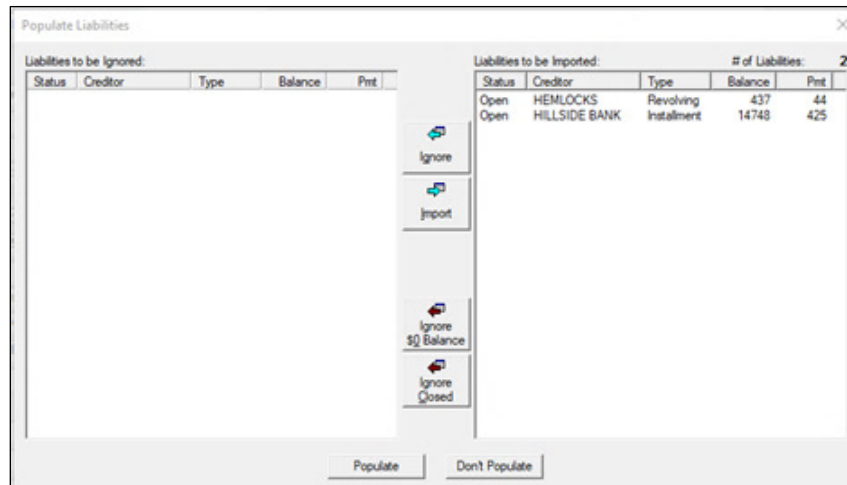 Populate Liabilities
Liabilities to be Ignored:
Status Creditor Type Balance Pmt
Ignore
Import
Ignore
$0 Balance
Ignore
Closed
Liabilities to be Imported: # of Liabilities: 2
Status Creditor Type Balance Pmt
Open HEMLOCKS Revolving 437 44
Open HILLSIDE BANK Installment 14748 425
Populate Don't Populate